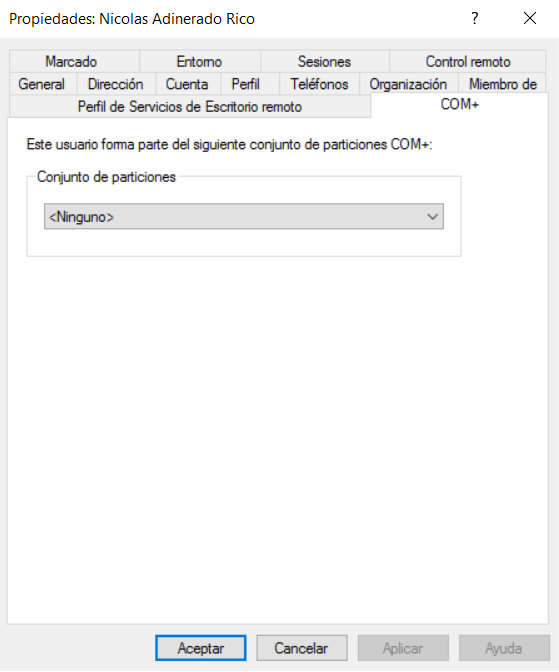 Propiedades: Nicolas Adinerado Rico ?
Marcado Entorno Sesiones Control remoto
General Dirección Cuenta Perfil Teléfonos Organización Miembro de
Perfil de Servicios de Escritorio remoto COM+
Este usuario forma parte del siguiente conjunto de particiones COM+:
Conjunto de particiones
<Ninguno>
Aceptar Cancelar Aplicar Ayuda